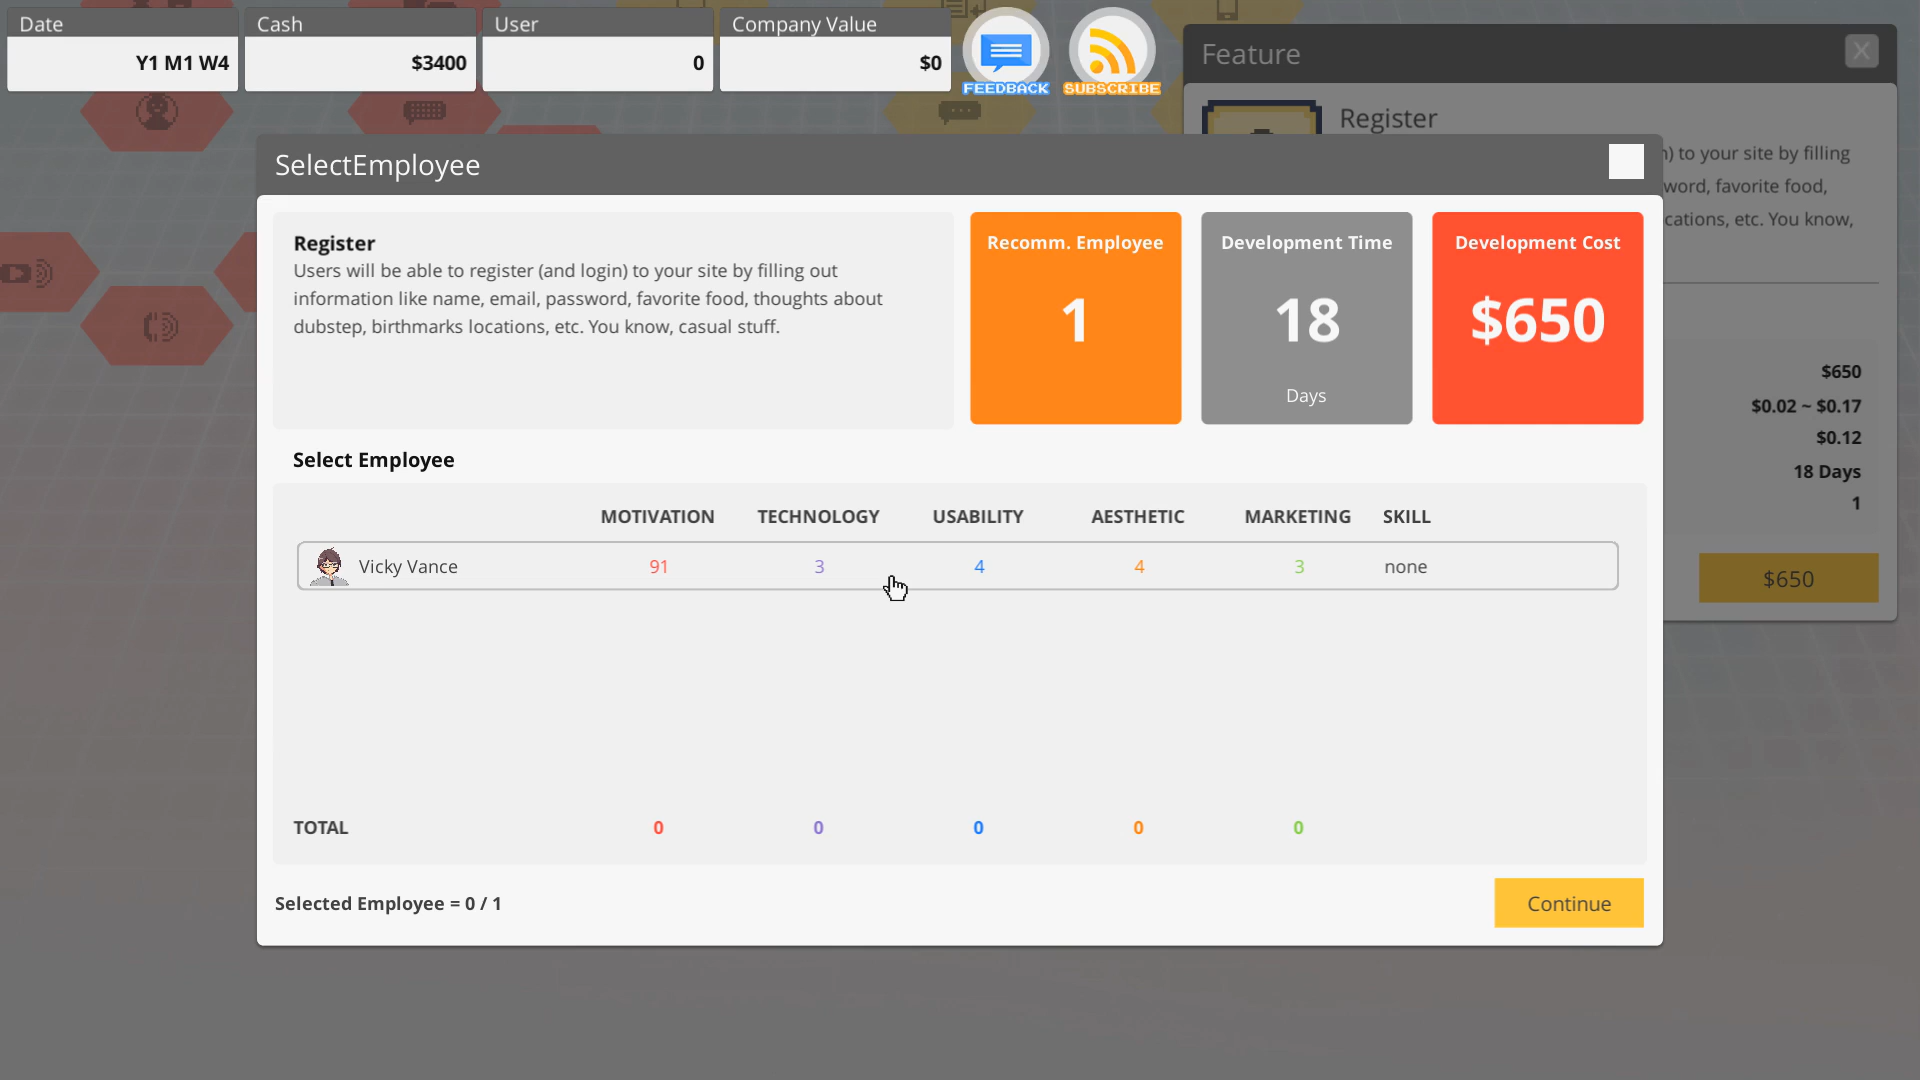 Date
Y1 M1 W4
Cash
$3400
User
0
Company Value
$0
FEEDBACK
SUBSCRIBE
Feature
X
Register
) to your site by filling
word, favorite food,
cations, etc. You know,
$650
$0.02 ~ $0.17
$0.12
18 Days
1
$650
SelectEmployee
Register
Users will be able to register (and login) to your site by filling out
information like name, email, password, favorite food, thoughts about
dubstep, birthmarks locations, etc. You know, casual stuff.
Recomm. Employee
1
Development Time
18
Days
Development Cost
$650
Select Employee
MOTIVATION TECHNOLOGY USABILITY AESTHETIC MARKETING SKILL
Vicky Vance 91 3 4 4 3 none
TOTAL 0 0 0 0 0
Selected Employee = 0 / 1
Continue